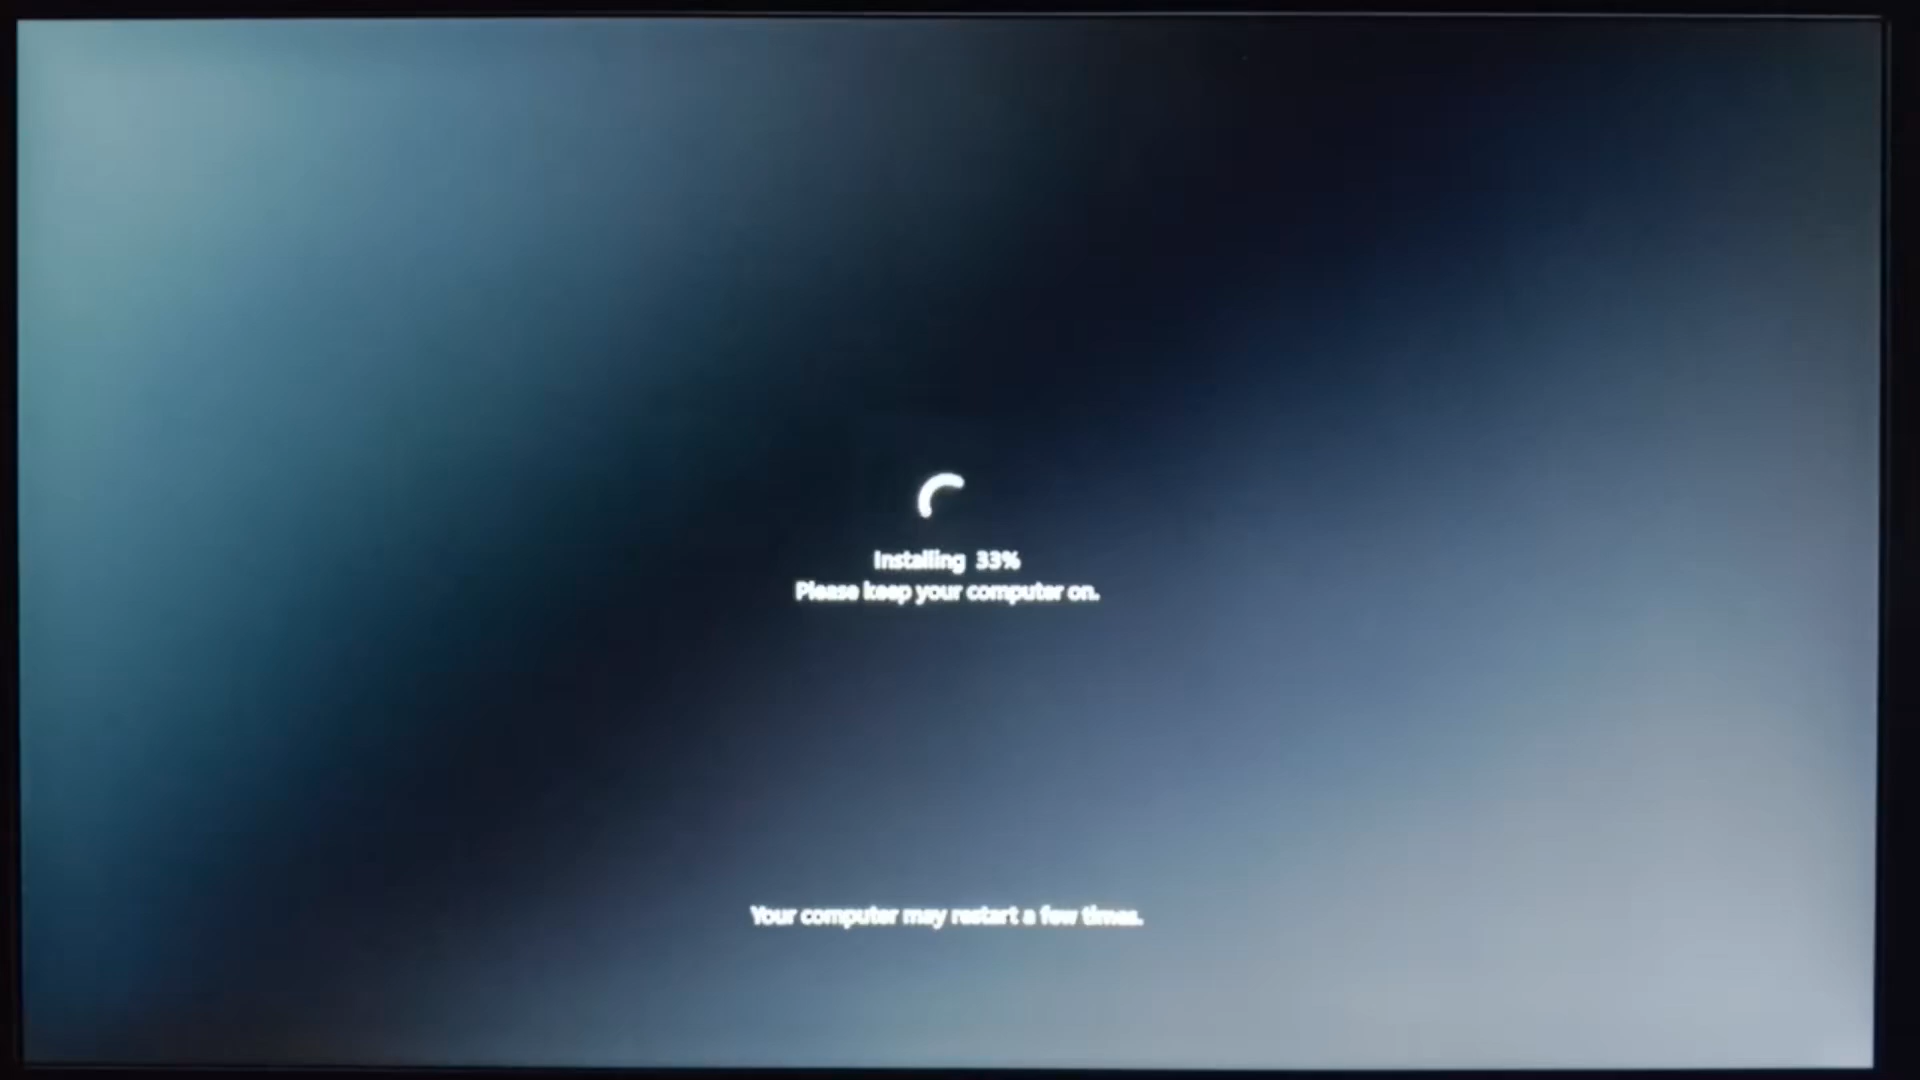 Installing 33%
Please keep your computer on.
Your computer may restart a few times.